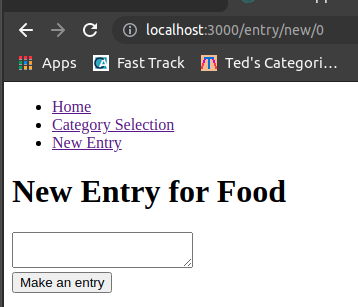 localhost:3000/entry/new/0
Apps Fast Track Ted's Categori...
Home
Category Selection
New Entry
New Entry for Food
Make an entry